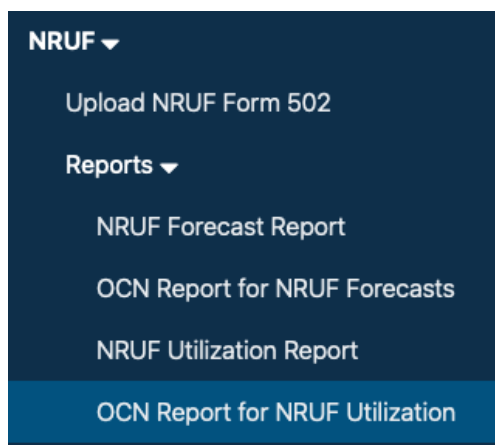 NRUF
Upload NRUF Form 502
Reports
NRUF Forecast Report
OCN Report for NRUF Forecasts
NRUF Utilization Report
OCN Report for NRUF Utilization